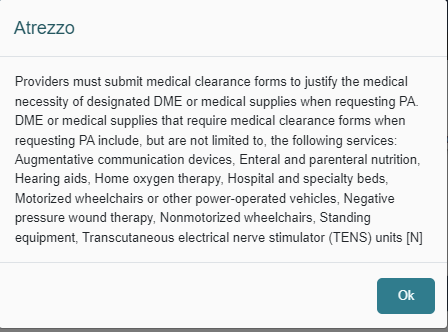 Atrezzo
Providers must submit medical clearance forms to justify the medical
necessity of designated DME or medical supplies when requesting PA.
DME or medical supplies that require medical clearance forms when
requesting PA include, but are not limited to, the following services:
Augmentative communication devices, Enteral and parenteral nutrition,
Hearing aids, Home oxygen therapy, Hospital and specialty beds,
Motorized wheelchairs or other power-operated vehicles, Negative
pressure wound therapy, Nonmotorized wheelchairs, Standing
equipment, Transcutaneous electrical nerve stimulator (TENS) units [N]
Ok